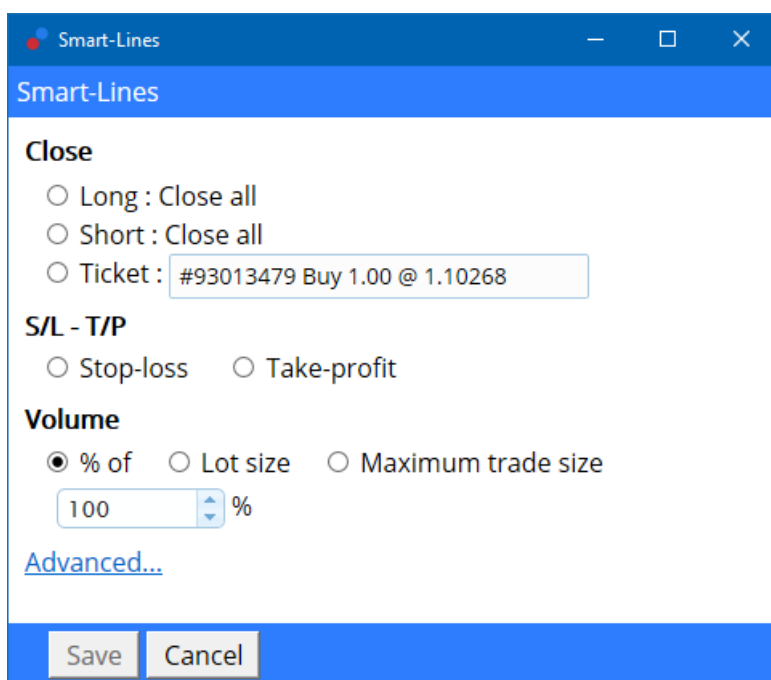 Smart-Lines
Smart-Lines
Close
Long : Close all
Short : Close all
Ticket : #93013479 Buy 1.00 @ 1.10268
S/L - T/P
Stop-loss Take-profit
Volume
% of Lot size Maximum trade size
100 %
Advanced...
Save Cancel